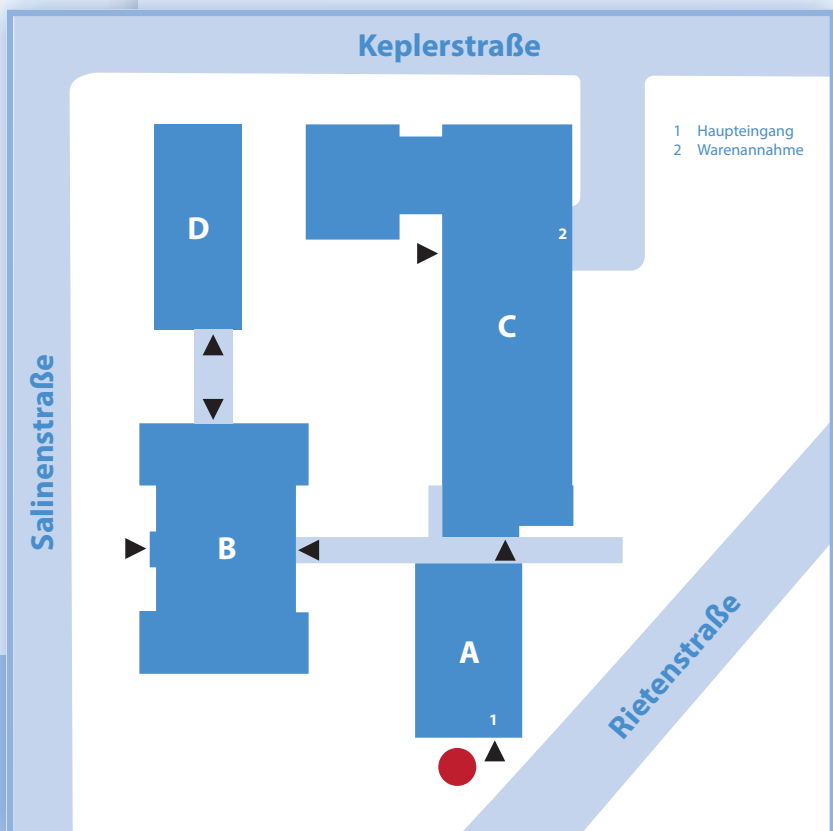 Keplerstraße
1 Haupteingang
2 Warenannahme
D
2
C
Salinenstraße
B
A
Rietenstraße
1